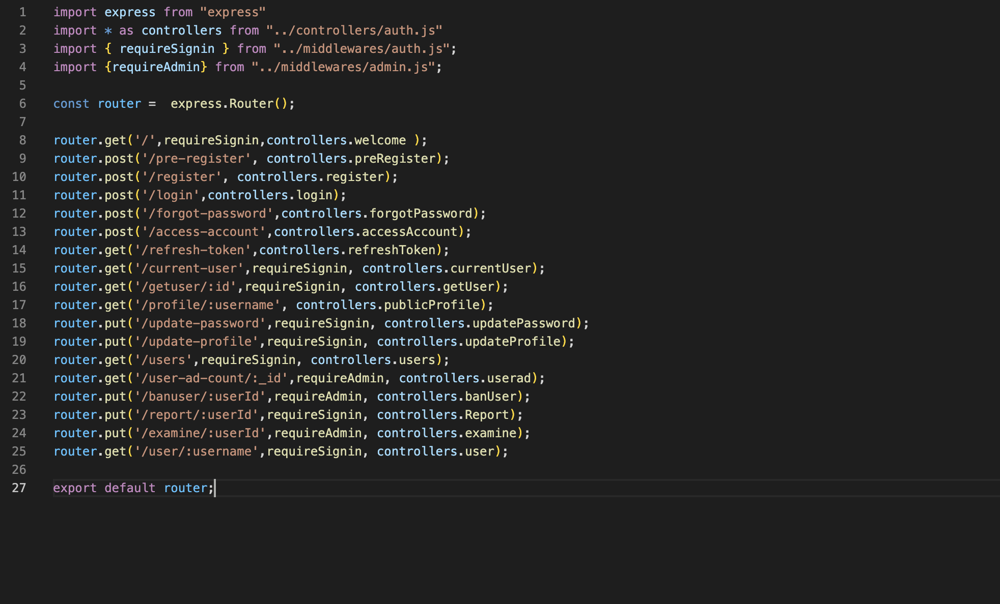 1 import express from "express"
2 import * as controllers from "../controllers/auth.js"
3 import { requireSignin } from "../middlewares/auth.js";
4 import {requireAdmin} from "../middlewares/admin.js";
5
6 const router =  express.Router();
7
8 router.get('/',requireSignin,controllers.welcome );
9 router.post('/pre-register', controllers.preRegister);
10 router.post('/register', controllers.register);
11 router.post('/login',controllers.login);
12 router.post('/forgot-password',controllers.forgotPassword);
13 router.post('/access-account',controllers.accessAccount);
14 router.get('/refresh-token',controllers.refreshToken);
15 router.get('/current-user',requireSignin, controllers.currentUser);
16 router.get('/getuser/:id',requireSignin, controllers.getUser);
17 router.get('/profile/:username', controllers.publicProfile);
18 router.put('/update-password',requireSignin, controllers.updatePassword);
19 router.put('/update-profile',requireSignin, controllers.updateProfile);
20 router.get('/users',requireSignin, controllers.users);
21 router.get('/user-ad-count/:_id',requireAdmin, controllers.userad);
22 router.put('/banuser/:userId',requireAdmin, controllers.banUser);
23 router.put('/report/:userId',requireSignin, controllers.Report);
24 router.put('/examine/:userId',requireAdmin, controllers.examine);
25 router.get('/user/:username',requireSignin, controllers.user);
26
27 export default router;